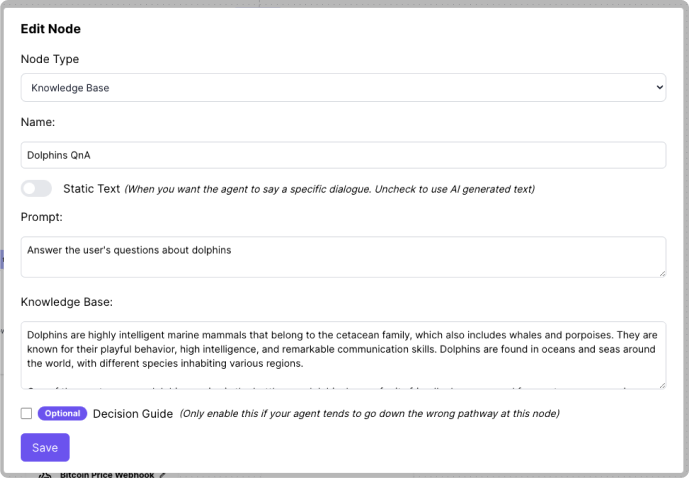 Edit Node
Node Type
Knowledge Base
Name:
Dolphins QnA
Static Text (When you want the agent to say a specific dialogue. Uncheck to use AI generated text)
Prompt:
Answer the user's questions about dolphins
Knowledge Base:
Dolphins are highly intelligent marine mammals that belong to the cetacean family, which also includes whales and porpoises. They are
known for their playful behavior, high intelligence, and remarkable communication skills. Dolphins are found in oceans and seas around
the world, with different species inhabiting various regions.
Optional Decision Guide (Only enable this if your agent tends to go down the wrong pathway at this node)
Save
Bitcoin Price Webhook